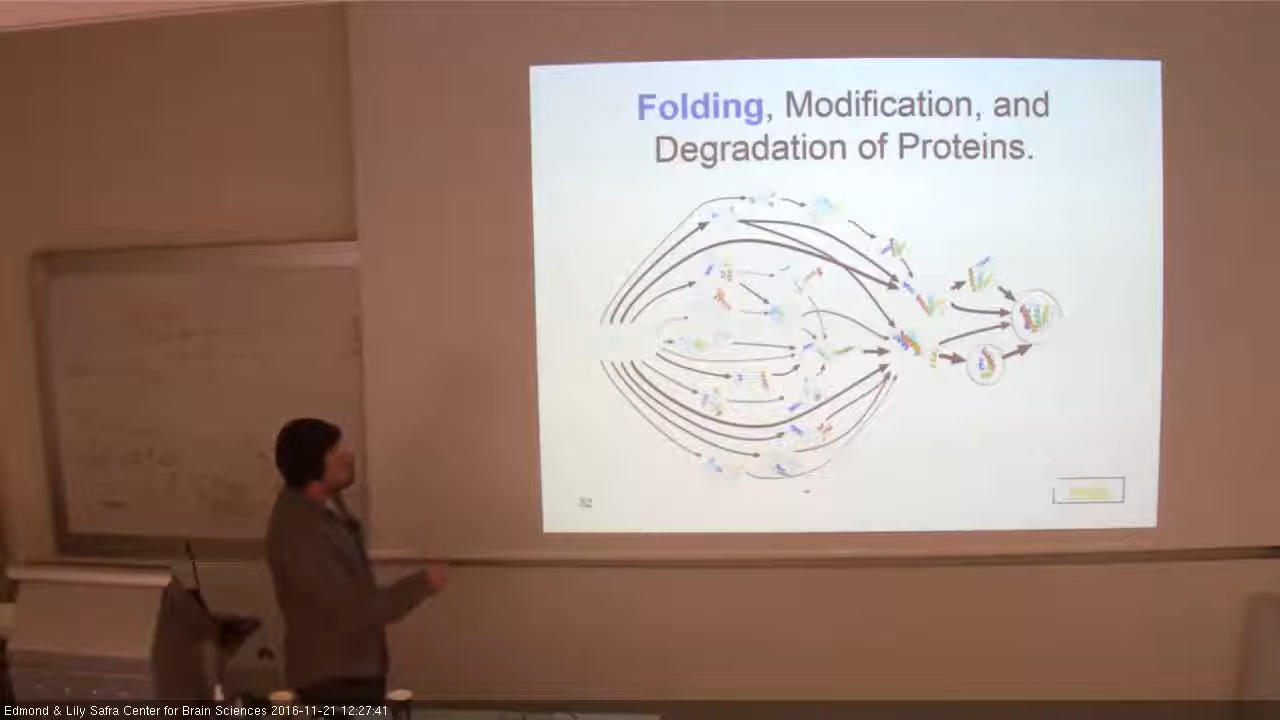 Folding, Modification, and
Degradation of Proteins.
Edmond & Lily Safra Center for Brain Sciences 2016-11-21 12:27:41